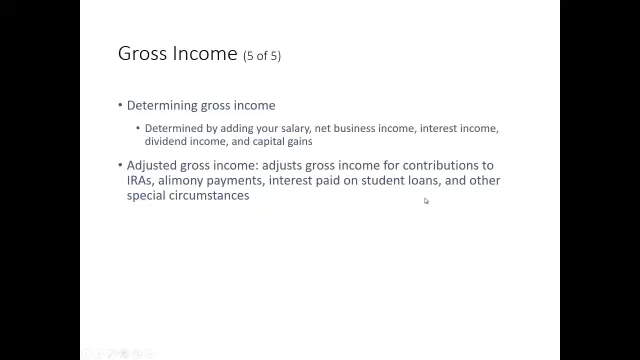 Gross Income (5 of 5)
• Determining gross income
• Determined by adding your salary, net business income, interest income,
dividend income, and capital gains
• Adjusted gross income: adjusts gross income for contributions to
IRAs, alimony payments, interest paid on student loans, and other
special circumstances